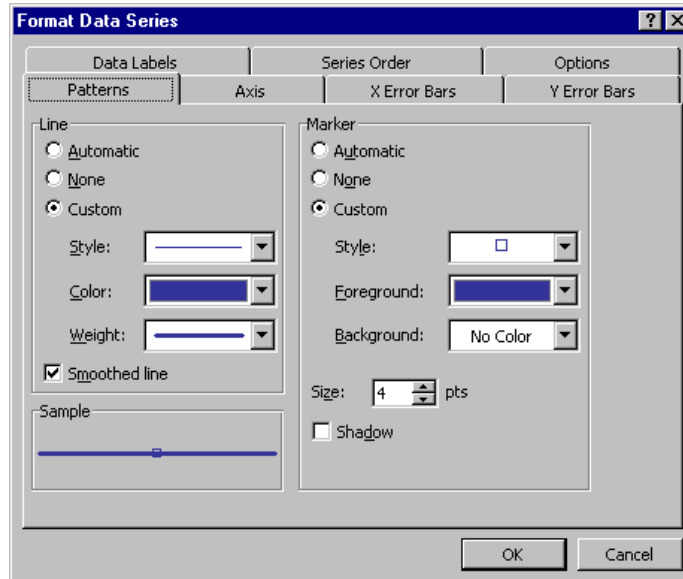 Format Data Series
Data Labels
Series Order
Options
Patterns
Axis
X Error Bars
Y Error Bars
Line
Automatic
None
Custom
Style:
Color:
Weight:
Smoothed line
Sample
Marker
Automatic
None
Custom
Style:
Foreground:
Background: No Color
Size: 4 pts
Shadow
OK
Cancel